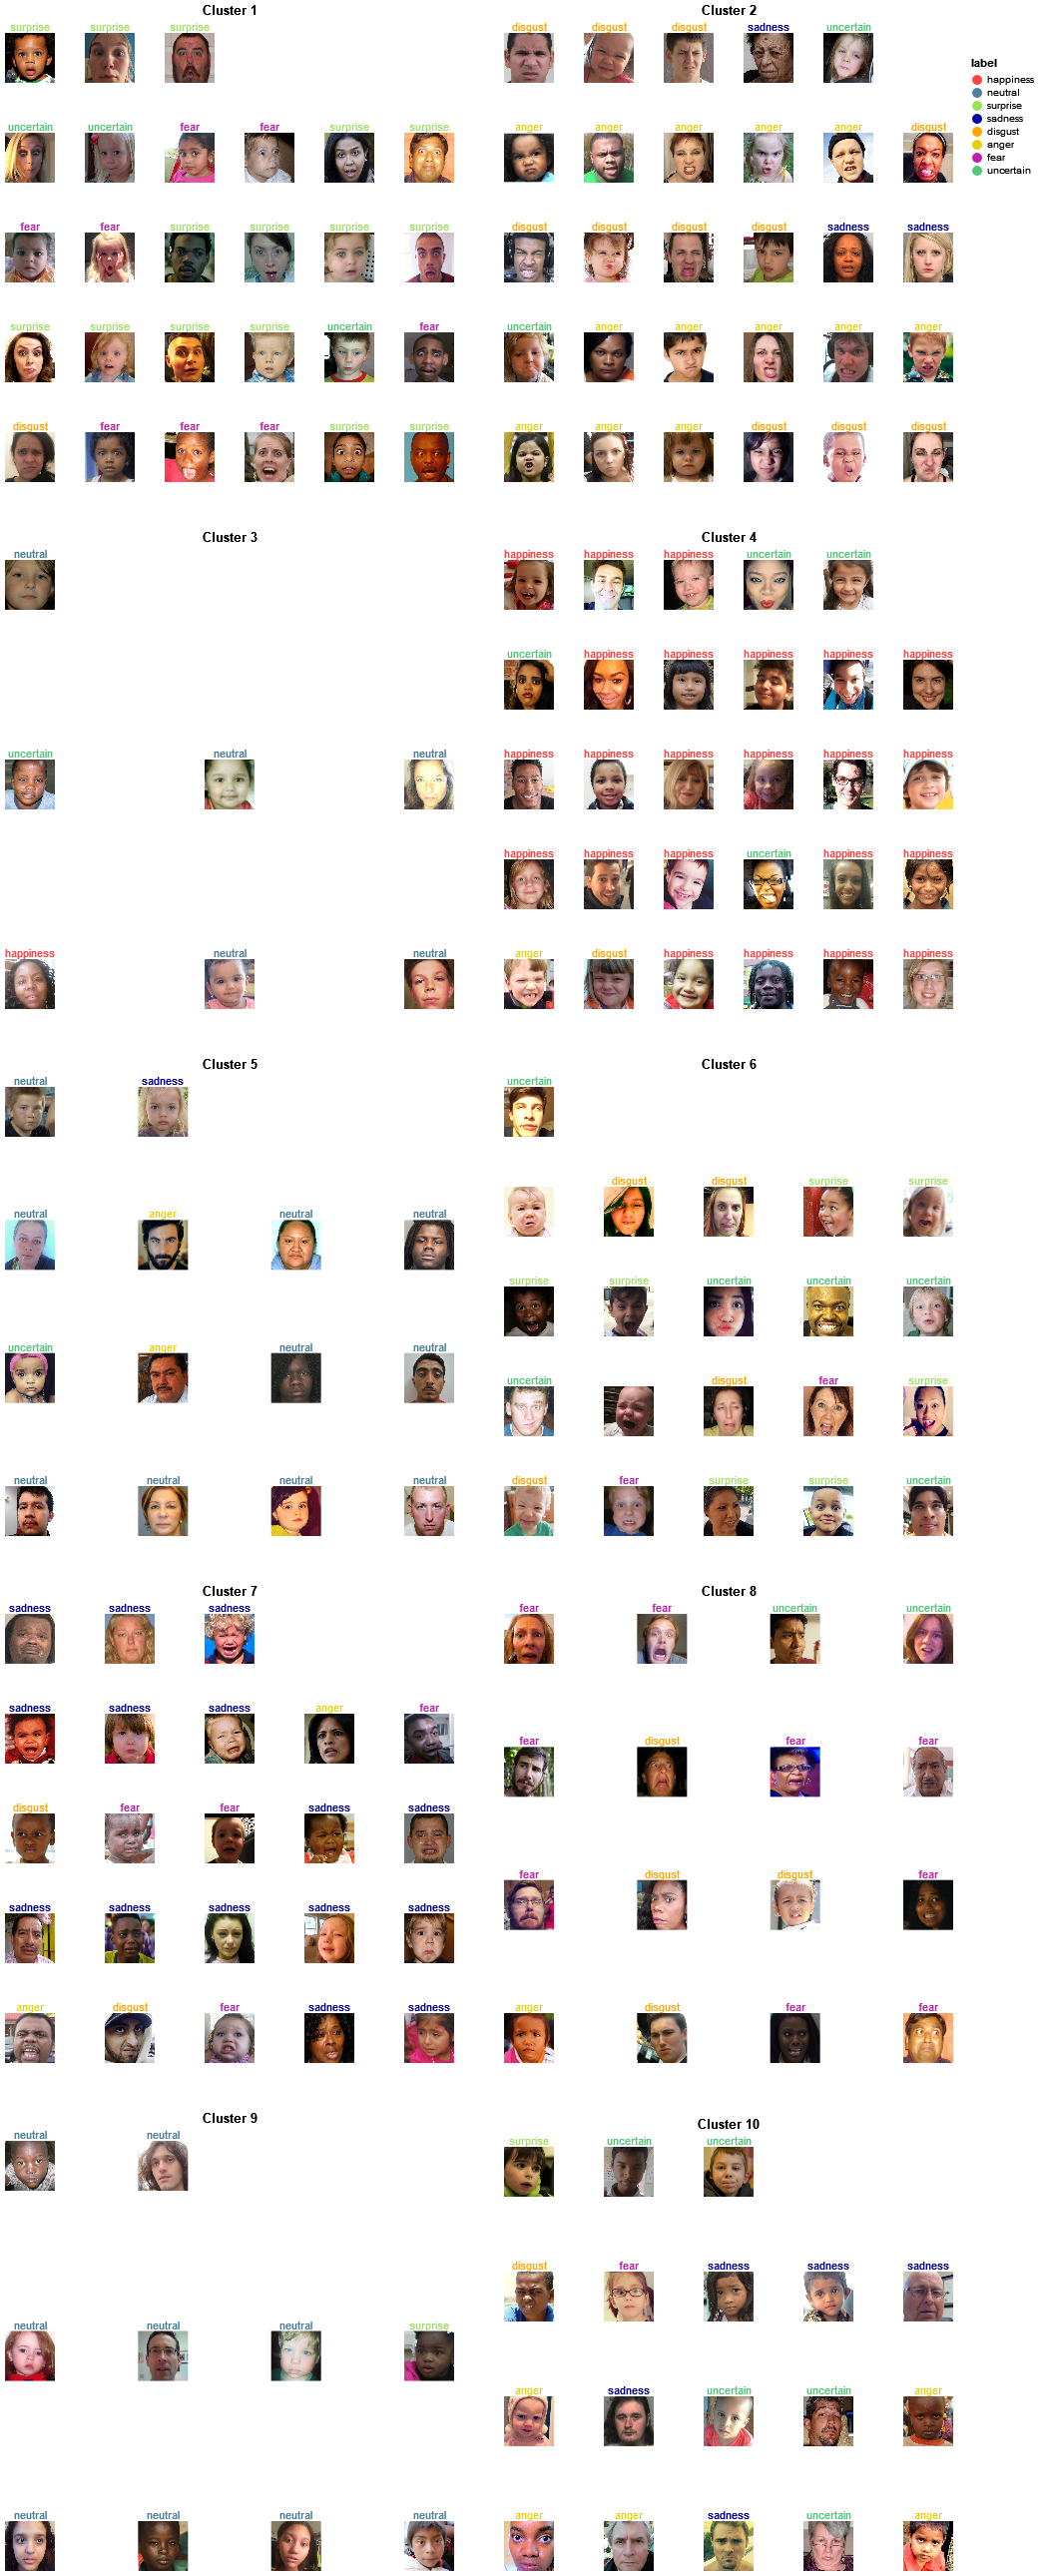 Cluster 1
surprise surprise surprise
uncertain uncertain fear fear surprise surprise
fear fear surprise surprise surprise surprise
surprise surprise surprise surprise uncertain fear
disgust fear fear fear surprise surprise
Cluster 2
disgust disgust disgust sadness uncertain
anger anger anger anger anger disgust
disgust disgust disgust disgust sadness sadness
uncertain anger anger anger anger anger
anger anger anger disgust disgust disgust
label
happiness
neutral
surprise
sadness
disgust
anger
fear
uncertain
Cluster 3
neutral
uncertain neutral neutral
happiness neutral neutral
Cluster 4
happiness happiness happiness uncertain uncertain
uncertain happiness happiness happiness happiness happiness
happiness happiness happiness happiness happiness happiness
happiness happiness happiness uncertain happiness happiness
anger disgust happiness happiness happiness happiness
Cluster 5
neutral sadness
neutral anger neutral neutral
uncertain anger neutral neutral
neutral neutral neutral neutral
Cluster 6
uncertain
disgust disgust surprise surprise
surprise surprise uncertain uncertain uncertain
uncertain disgust fear surprise
disgust fear surprise surprise uncertain
Cluster 7
sadness sadness sadness
sadness sadness sadness anger fear
disgust fear fear sadness sadness
sadness sadness sadness sadness sadness
anger disgust fear sadness sadness
Cluster 8
fear fear uncertain uncertain
fear disgust fear fear
fear disgust disgust fear
anger disgust fear fear
Cluster 9
neutral neutral
neutral neutral neutral surprise
neutral neutral neutral neutral
Cluster 10
surprise uncertain uncertain
disgust fear sadness sadness sadness
anger sadness uncertain uncertain anger
anger anger sadness uncertain anger